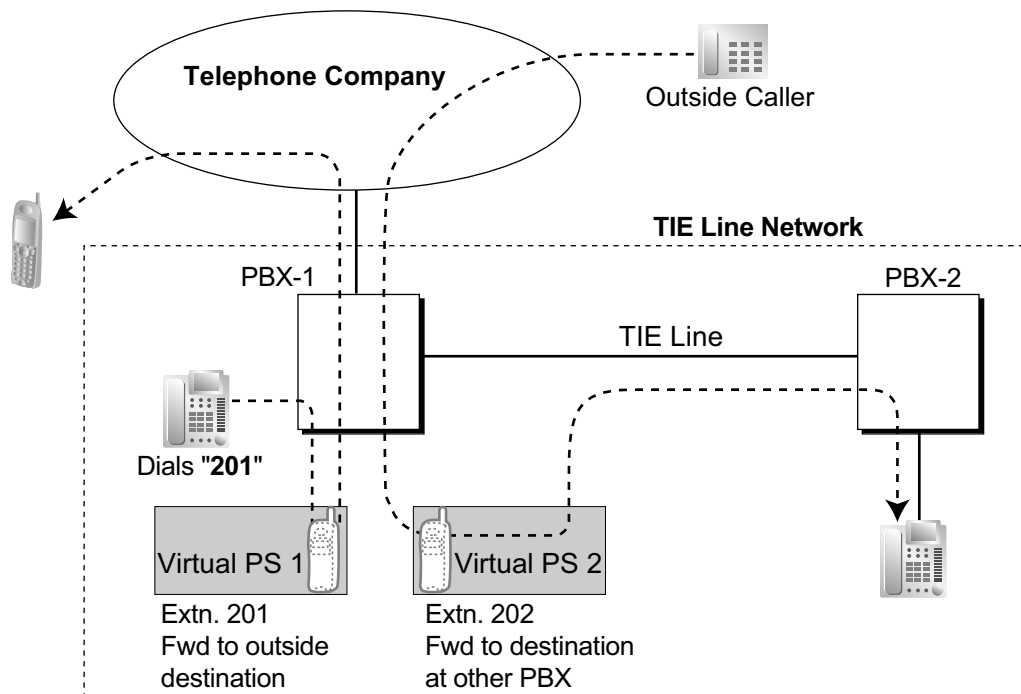 Telephone Company
Outside Caller
TIE Line Network
PBX-1
PBX-2
TIE Line
Dials "201"
Virtual PS 1
Virtual PS 2
Extn. 201
Fwd to outside
destination
Extn. 202
Fwd to destination
at other PBX